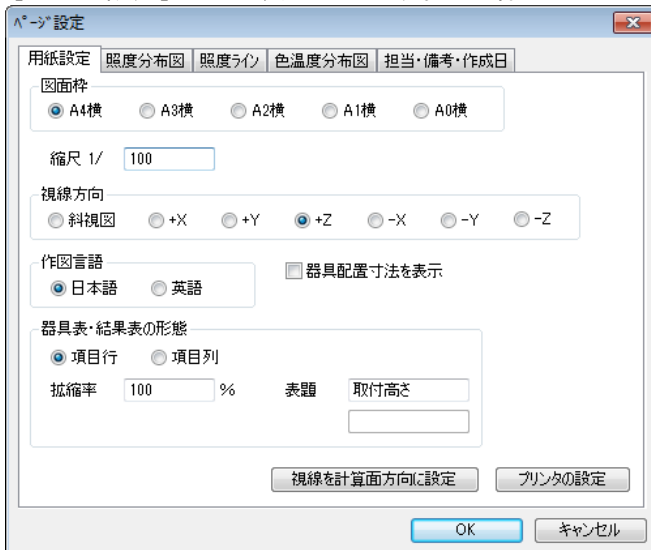 ページ設定
用紙設定 照度分布図 照度ライン 色温度分布図 担当・備考・作成日
図面枠
A4横 A3横 A2横 A1横 A0横
縮尺 1/ 100
視線方向
斜視図 +X +Y +Z -X -Y -Z
作図言語
日本語 英語
器具配置寸法を表示
器具表・結果表の形態
項目行 項目列
拡縮率 100 % 表題 取付高さ
視線を計算面方向に設定 プリンタの設定
OK キャンセル